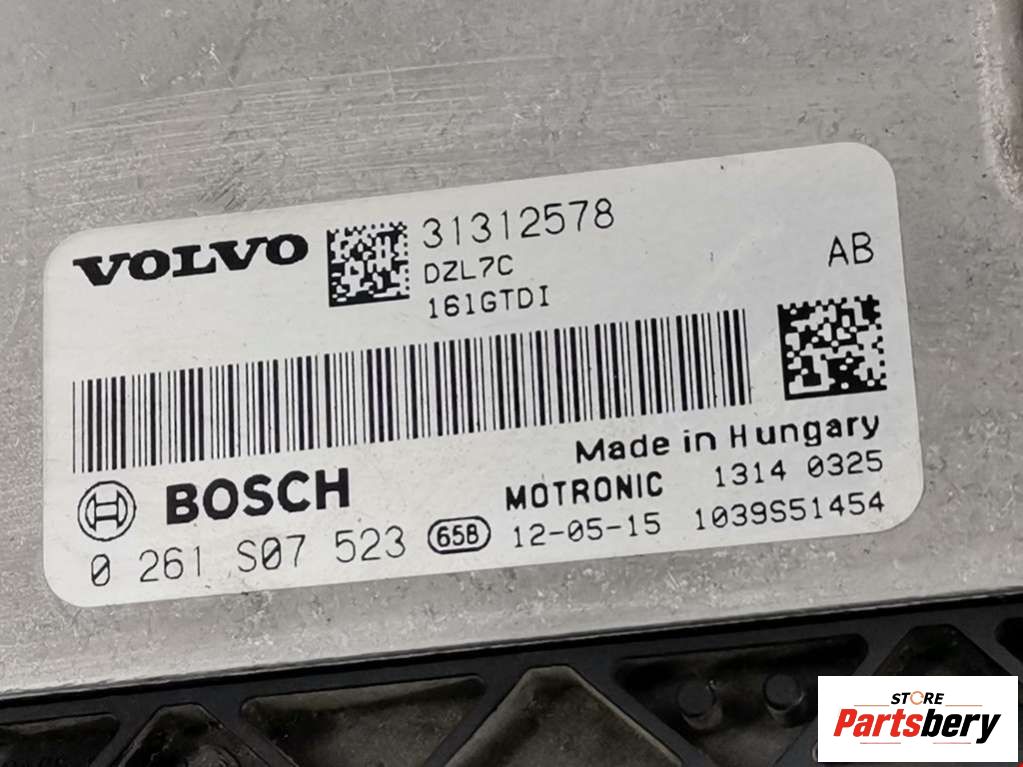 VOLVO 31312578
DZL7C
161GTDI
AB
Made in Hungary
BOSCH MOTRONIC 1314 0325
0 261 S07 523 65B 12-05-15 1039S51454
STORE
Partsbery